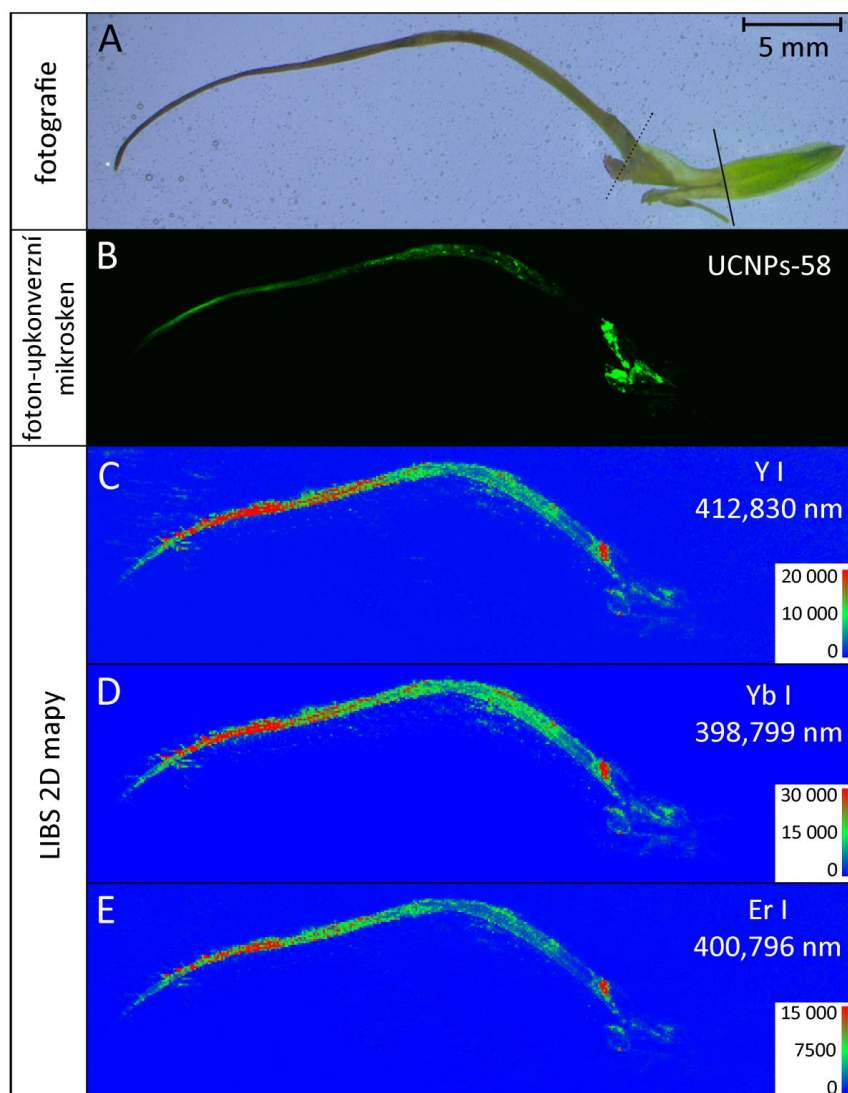 fotografie
A
5 mm
foton-upkonverzní
mikrosken
B
UCNPs-58
LIBS 2D mapy
C
Y I
412,830 nm
20 000
10 000
0
D
Yb I
398,799 nm
30 000
15 000
0
E
Er I
400,796 nm
15 000
7500
0